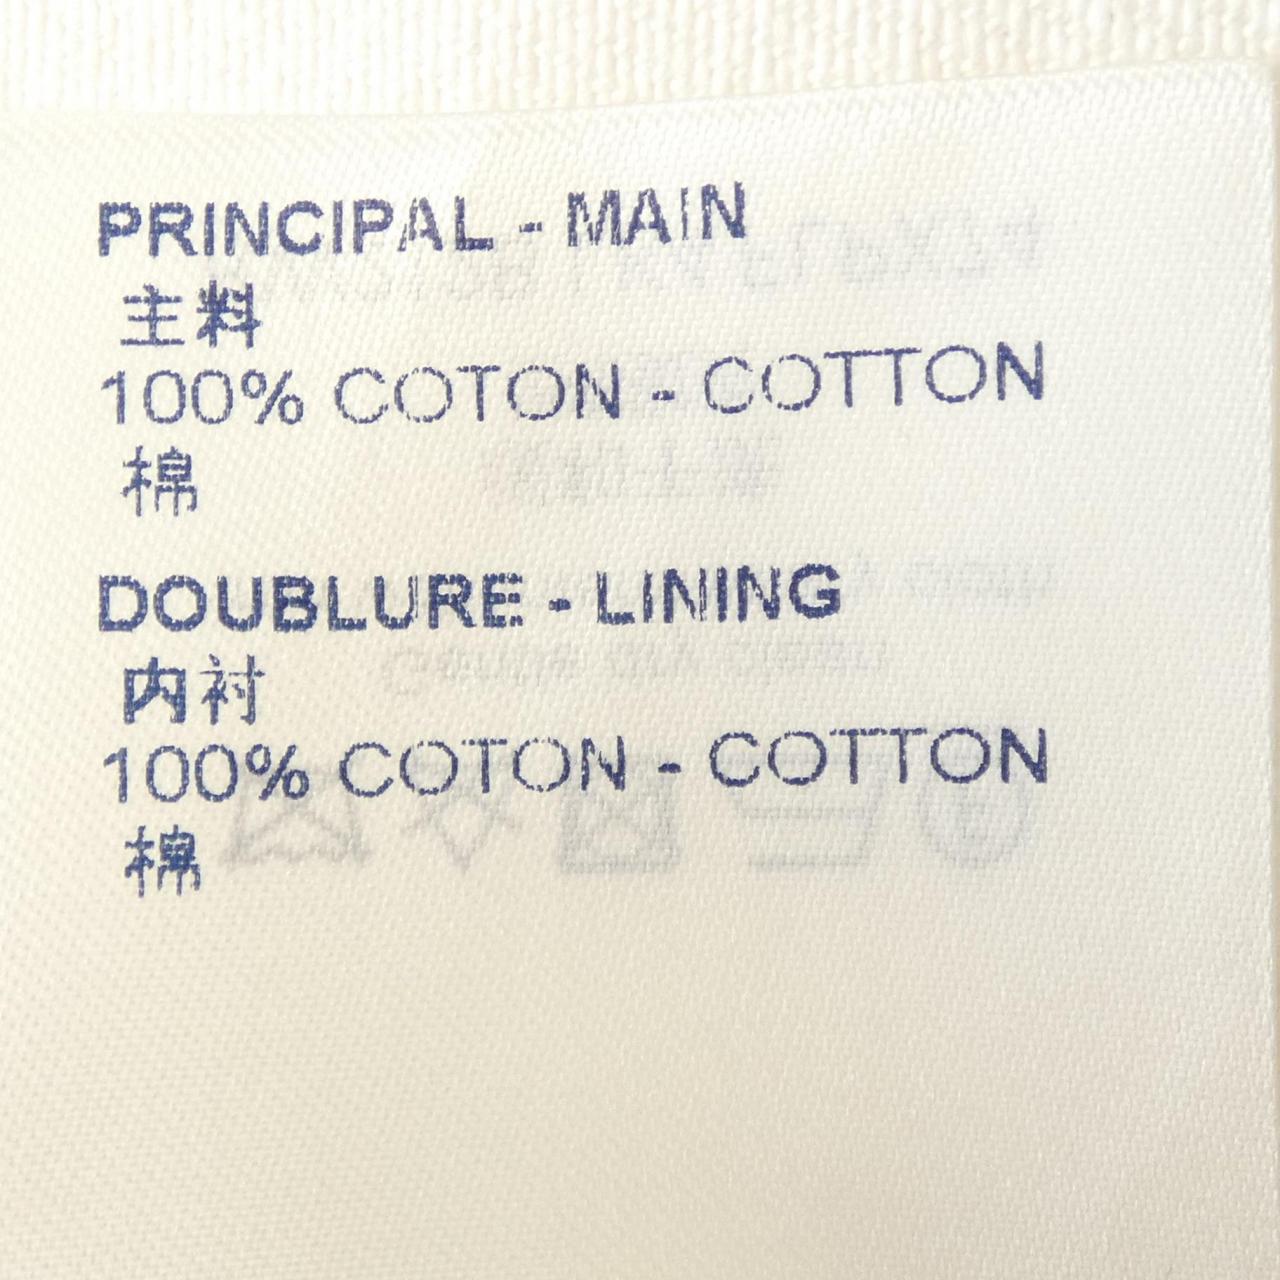 PRINCIPAL - MAIN
主料
100% COTON - COTTON
棉
DOUBLURE - LINING
内衬
100% COTON - COTTON
棉